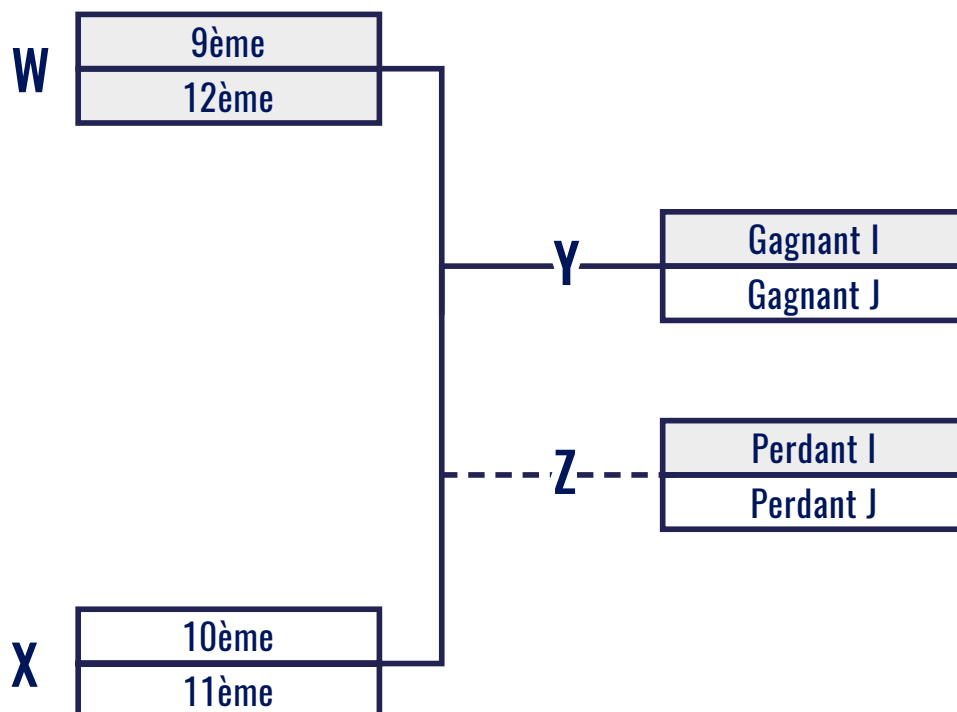 W
9ème
12ème
Y
Gagnant I
Gagnant J
Z
Perdant I
Perdant J
X
10ème
11ème